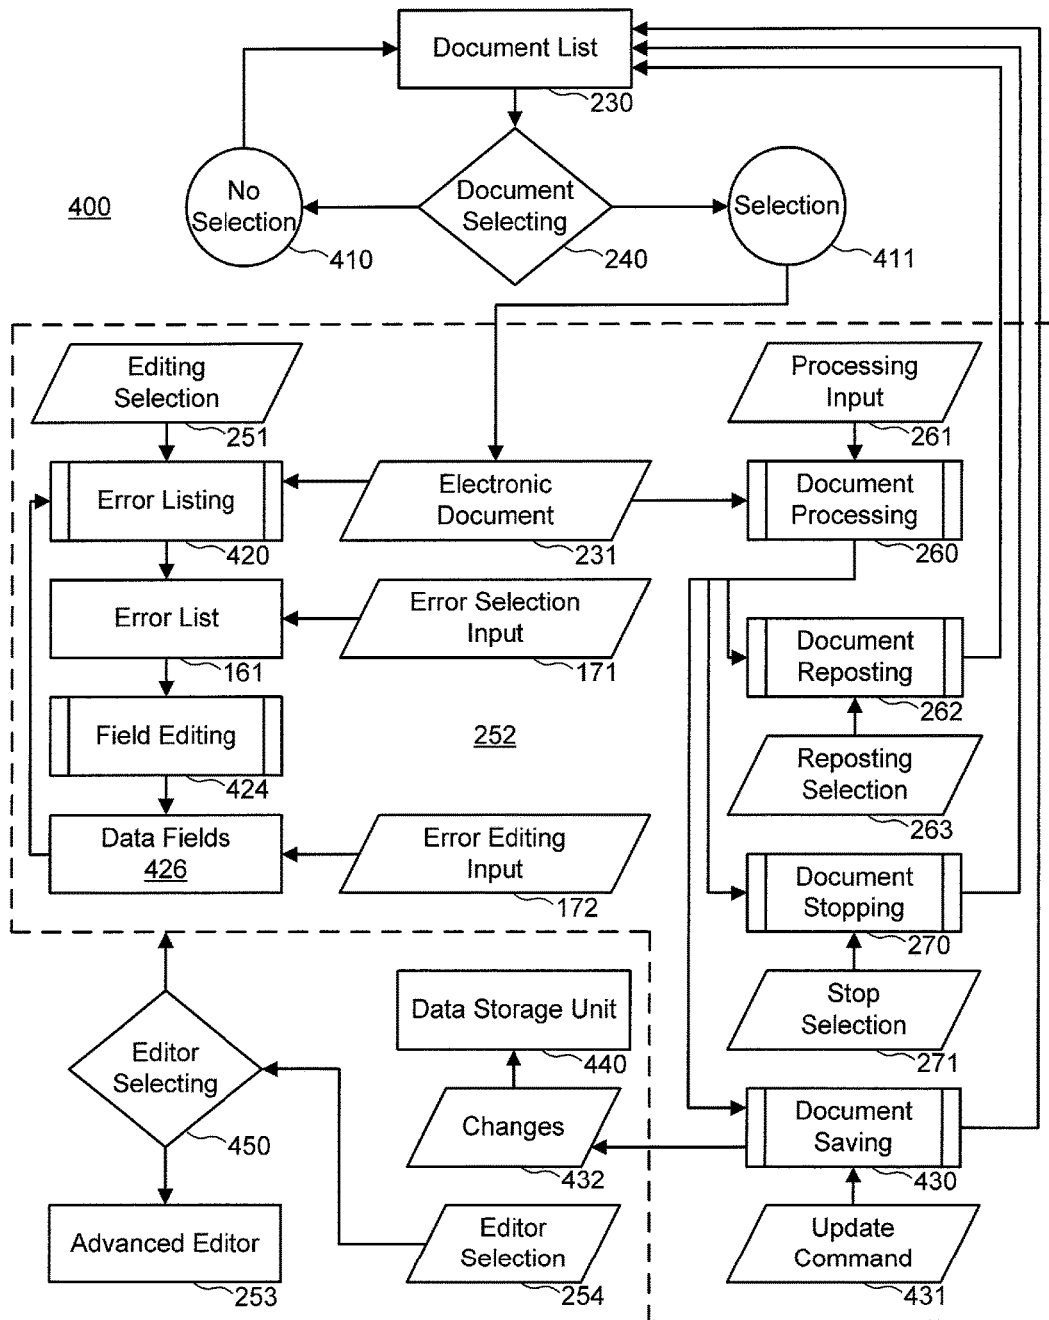 Document List
230
No
Selection
410
400
Document
Selecting
240
Selection
411
Editing
Selection
251
Processing
Input
261
Error Listing
420
Electronic
Document
231
Document
Processing
260
Error List
161
Error Selection
Input
171
Document
Reposting
262
Field Editing
424
252
Reposting
Selection
263
Data Fields
426
Error Editing
Input
172
Document
Stopping
270
Data Storage Unit
440
Stop
Selection
271
Editor
Selecting
450
Changes
432
Document
Saving
430
Advanced Editor
253
Editor
Selection
254
Update
Command
431